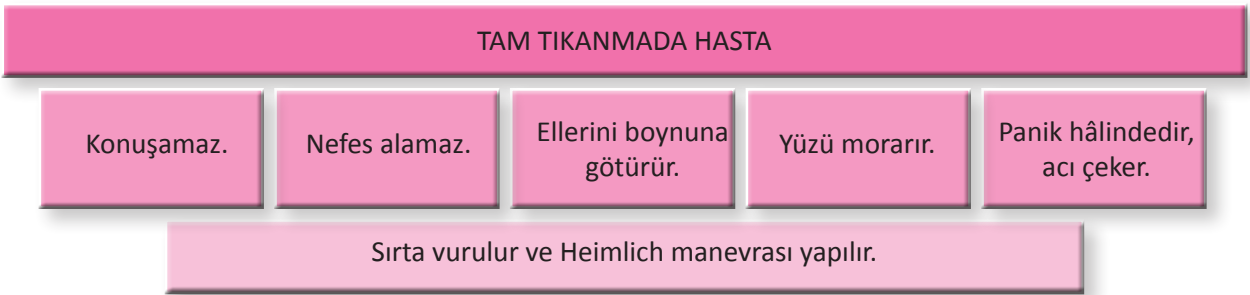 TAM TIKANMADA HASTA
Konuşamaz.
Nefes alamaz.
Ellerini boynuna
götürür.
Yüzü morarır.
Panik hâlindedir,
acı çeker.
Sırta vurulur ve Heimlich manevrası yapılır.